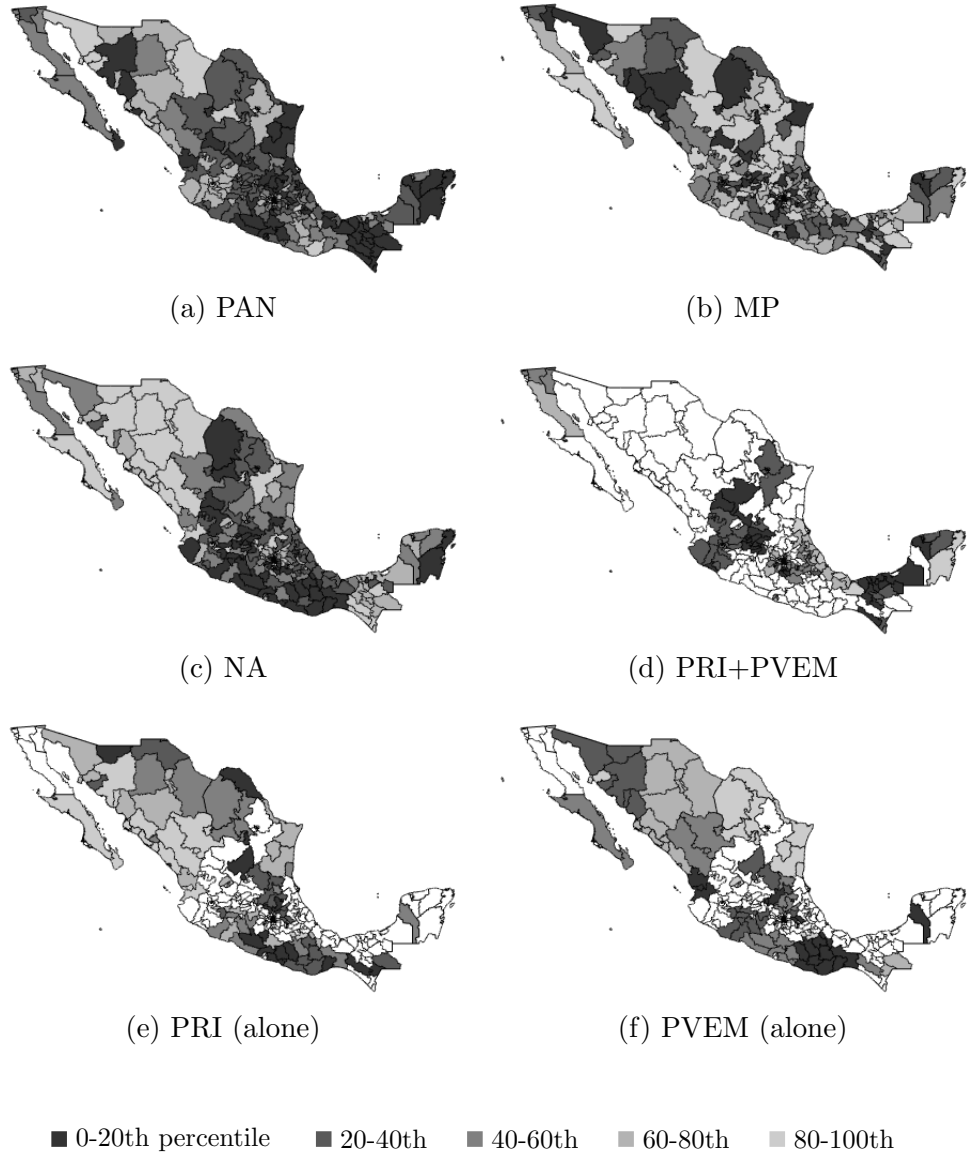 (a) PAN
(b) MP
(c) NA
(d) PRI+PVEM
(e) PRI (alone)
(f) PVEM (alone)
0-20th percentile 20-40th 40-60th 60-80th 80-100th